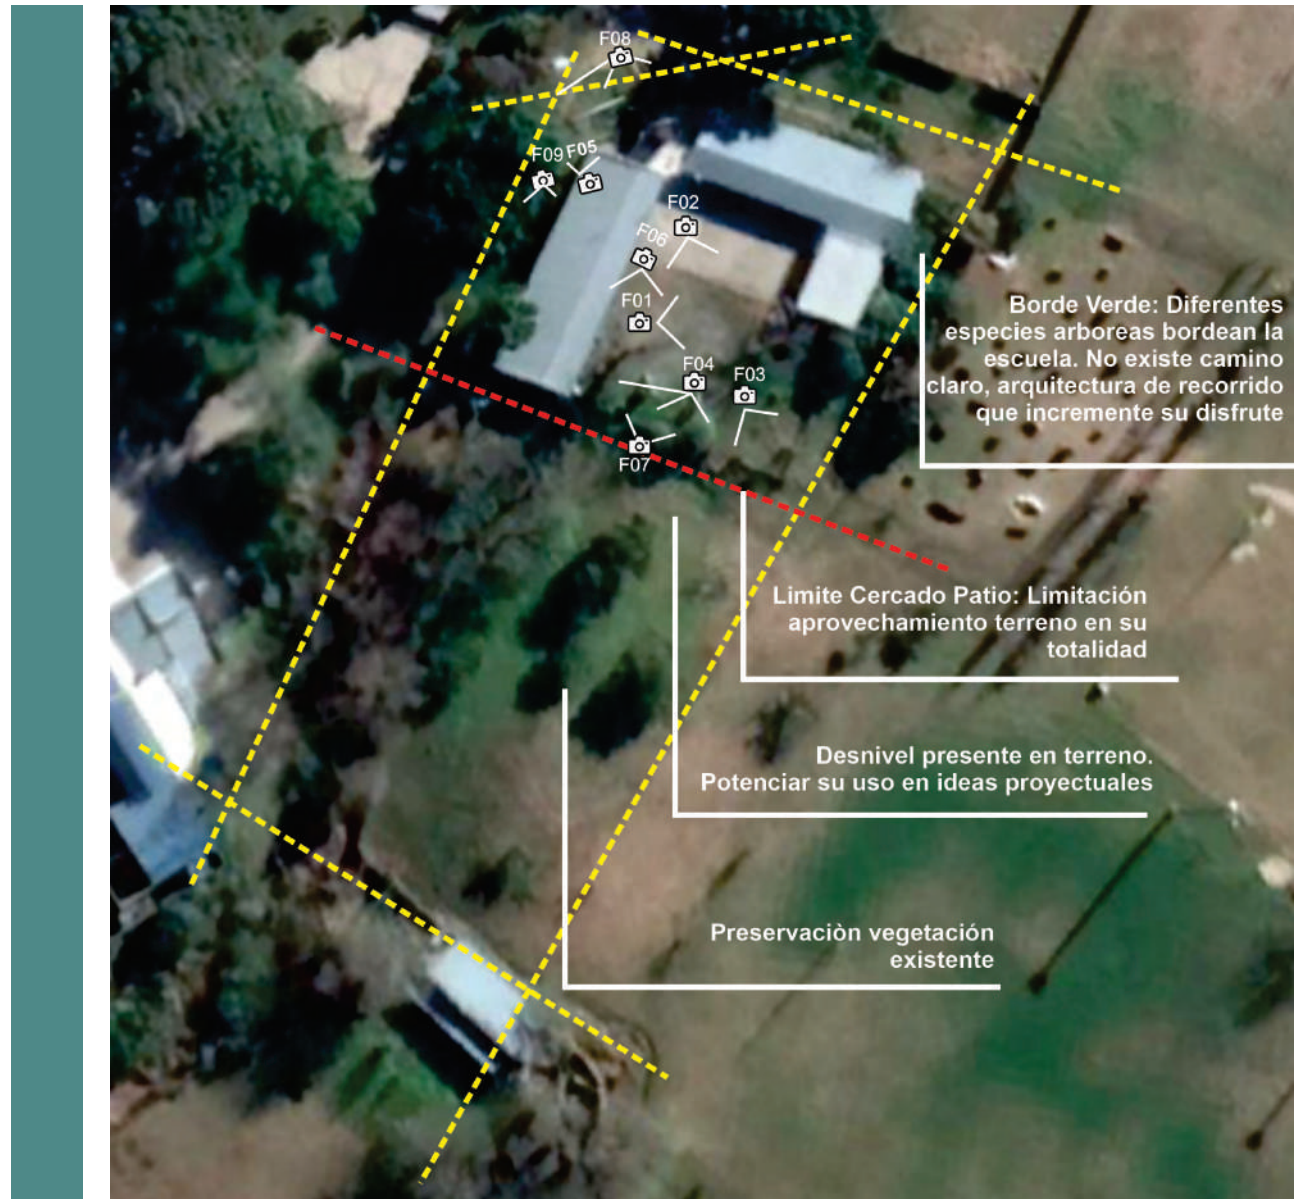 F08
F09
F05
F02
F06
F01
F04
F03
F07
Borde Verde: Diferentes
especies arboreas bordean la
escuela. No existe camino
claro, arquitectura de recorrido
que incremente su disfrute
Limite Cercado Patio: Limitación
aprovechamiento terreno en su
totalidad
Desnivel presente en terreno.
Potenciar su uso en ideas proyectuales
Preservaciòn vegetación
existente